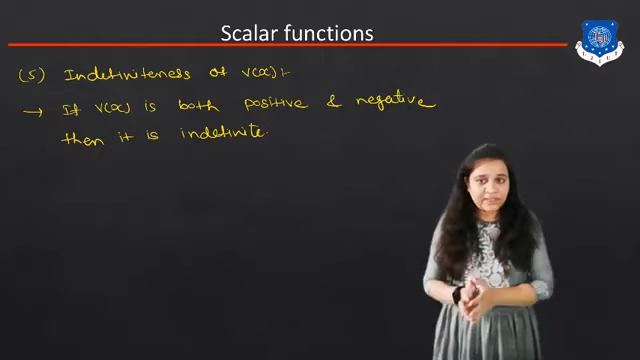 Scalar functions
(5) Indefiniteness of V(x):-
→ If V(x) is both positive & negative
then it is indefinite.